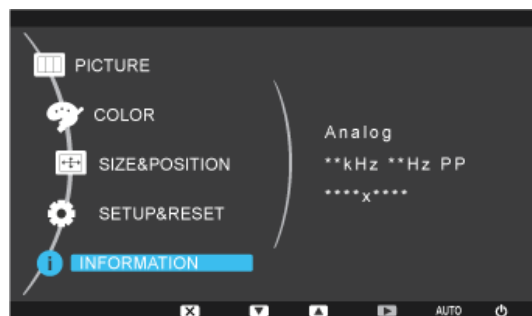 PICTURE
COLOR
SIZE&POSITION
SETUP&RESET
INFORMATION
Analog
**kHz **Hz PP
****x****
AUTO